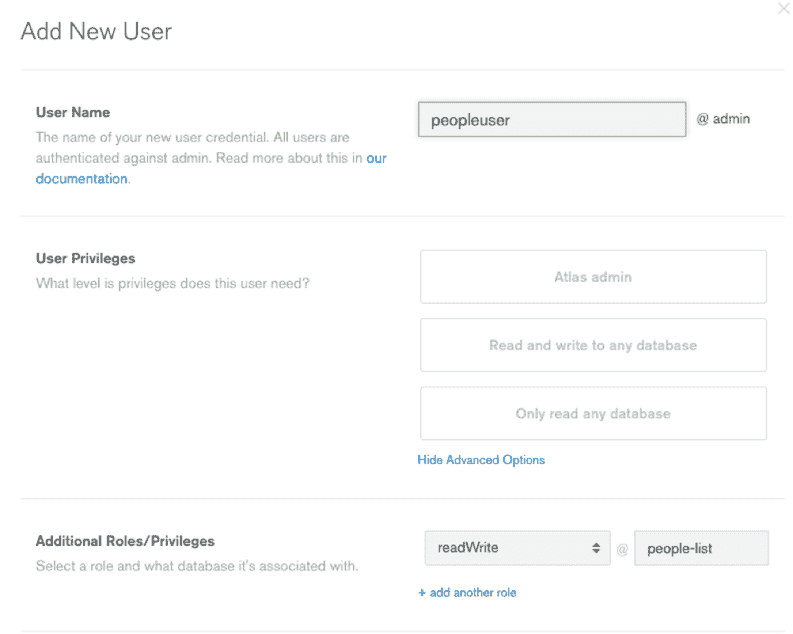 Add New User
User Name
The name of your new user credential. All users are
authenticated against admin. Read more about this in our
documentation.
peopleuser @ admin
User Privileges
What level is privileges does this user need?
Atlas admin
Read and write to any database
Only read any database
Hide Advanced Options
Additional Roles/Privileges
Select a role and what database it's associated with.
readWrite @ people-list
+ add another role